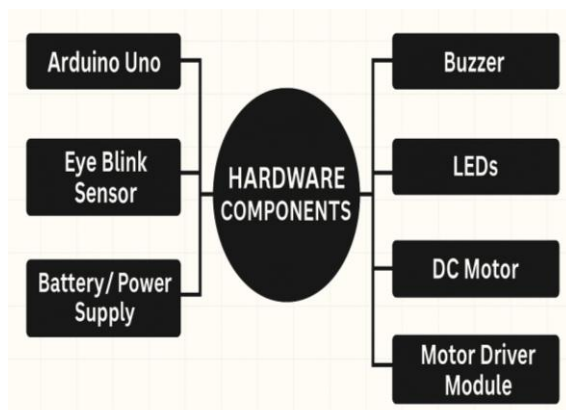 Arduino Uno
Eye Blink
Sensor
Battery/ Power
Supply
HARDWARE
COMPONENTS
Buzzer
LEDs
DC Motor
Motor Driver
Module